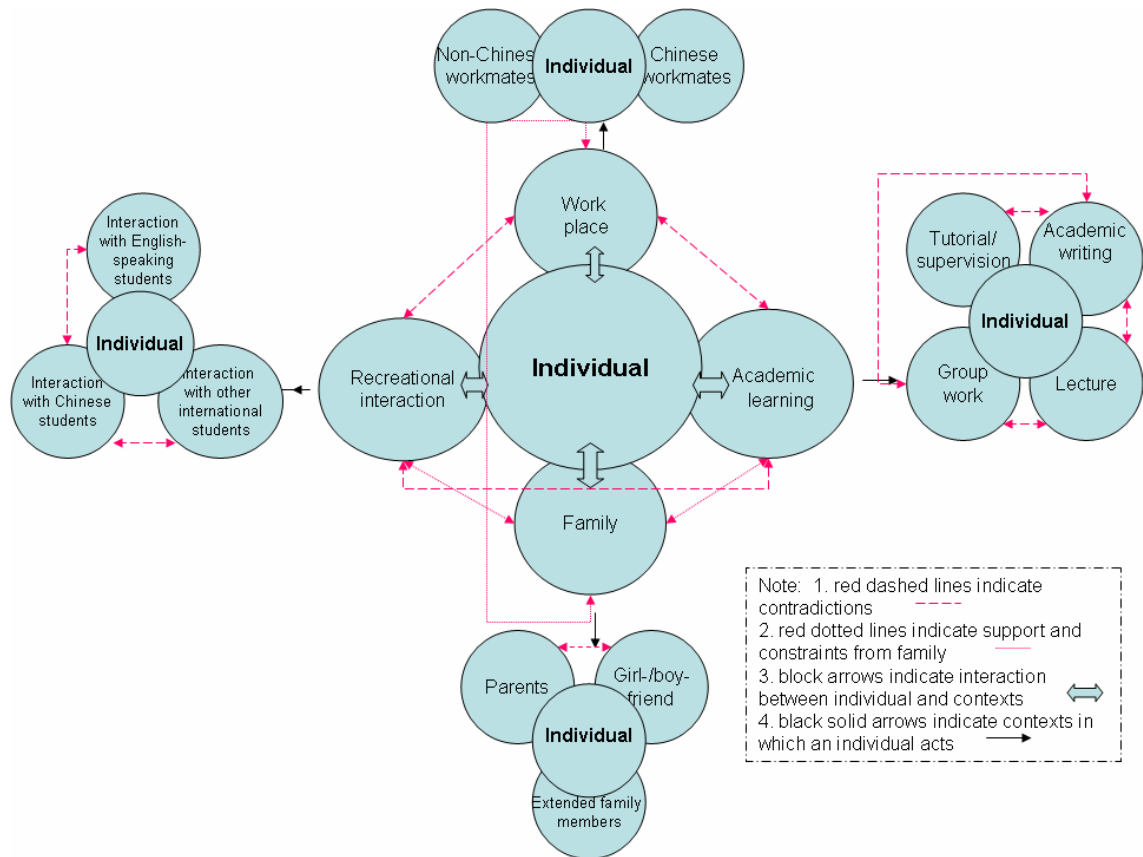 Non-Chines
workmates
Individual
Chinese
workmates
Work
place
Interaction
with English-
speaking
students
Individual
Interaction
with Chinese
students
Interaction
with other
international
students
Recreational
interaction
Individual
Academic
learning
Tutorial/
supervision
Academic
writing
Individual
Group
work
Lecture
Family
Parents
Girl-/boy-
friend
Individual
Extended family
members
Note: 1. red dashed lines indicate
contradictions
2. red dotted lines indicate support and
constraints from family
3. block arrows indicate interaction
between individual and contexts
4. black solid arrows indicate contexts in
which an individual acts